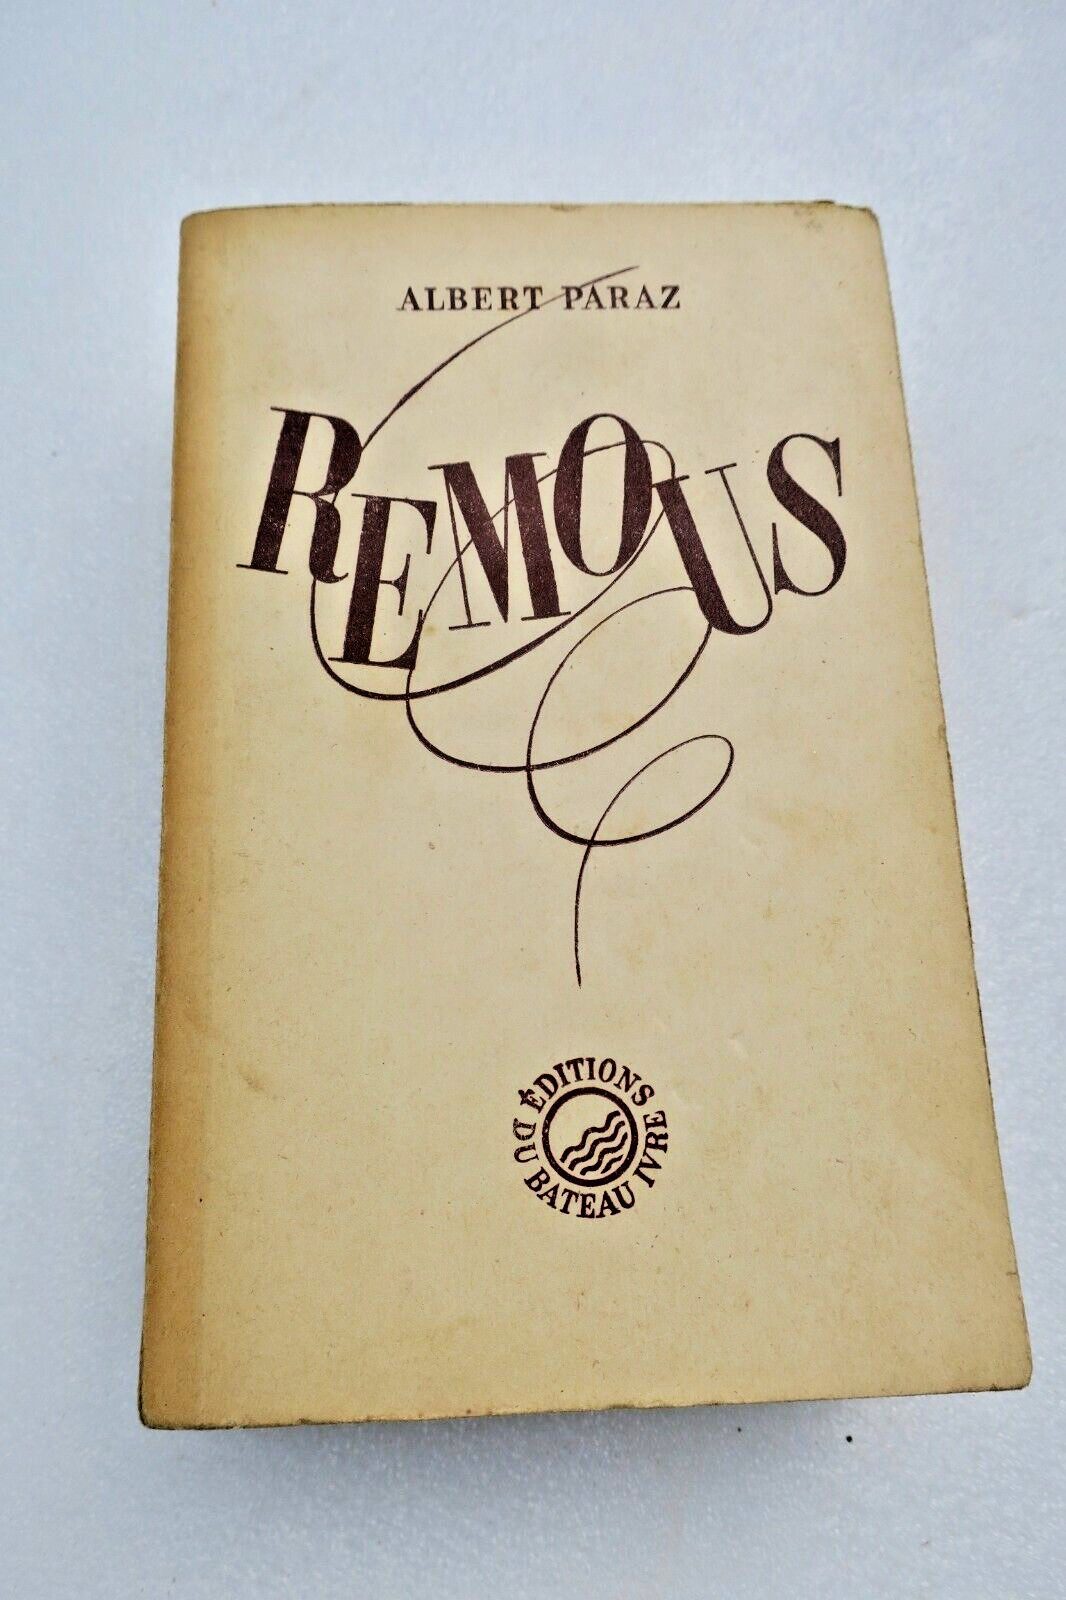 ALBERT PARAZ
REMOUS
ÉDITIONS DU BATEAU IVRE